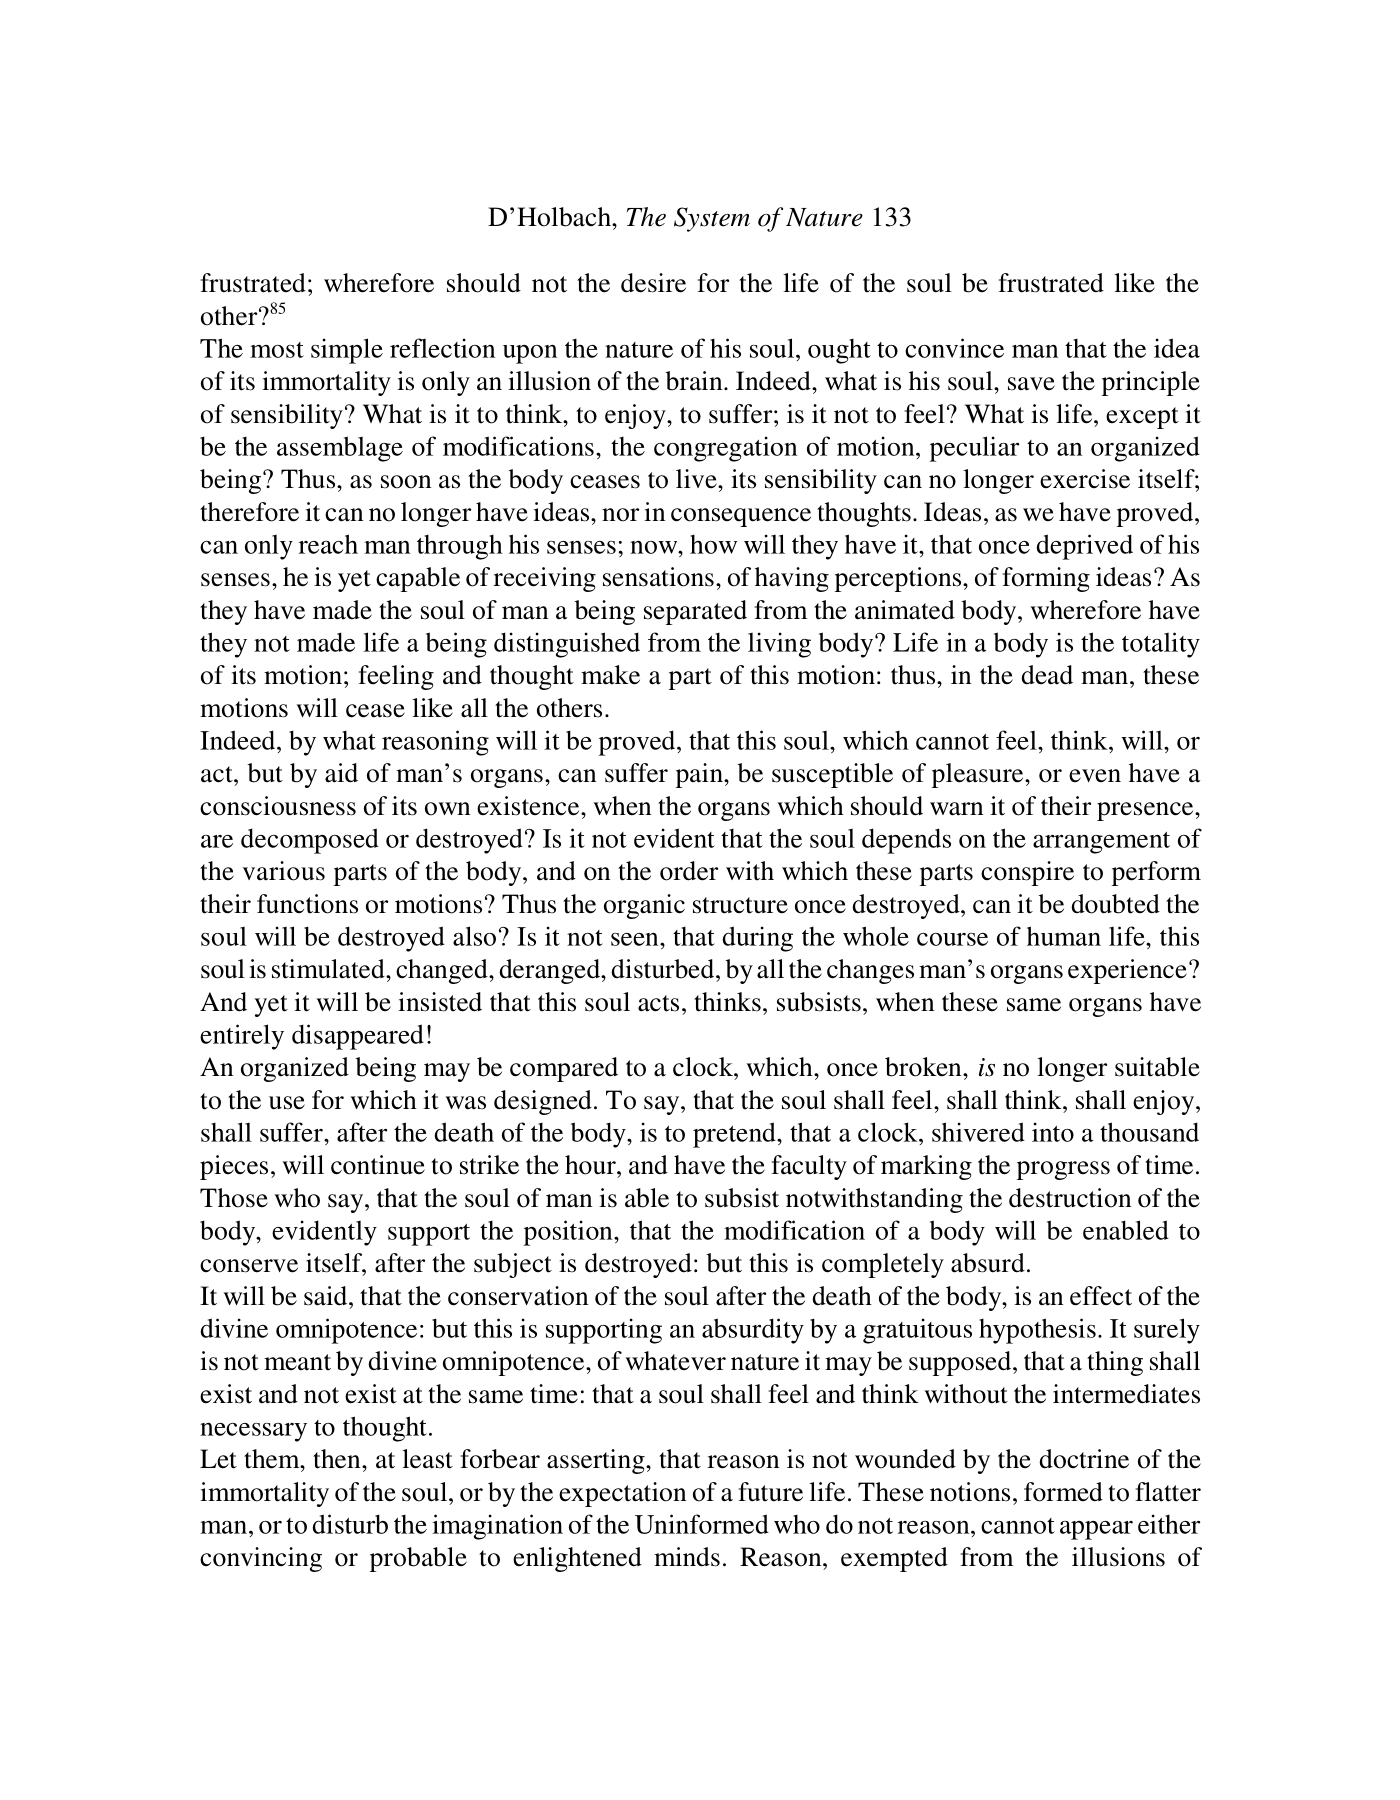 D’Holbach, The System of Nature 133
frustrated; wherefore should not the desire for the life of the soul be frustrated like the
other?85
The most simple reflection upon the nature of his soul, ought to convince man that the idea
of its immortality is only an illusion of the brain. Indeed, what is his soul, save the principle
of sensibility? What is it to think, to enjoy, to suffer; is it not to feel? What is life, except it
be the assemblage of modifications, the congregation of motion, peculiar to an organized
being? Thus, as soon as the body ceases to live, its sensibility can no longer exercise itself;
therefore it can no longer have ideas, nor in consequence thoughts. Ideas, as we have proved,
can only reach man through his senses; now, how will they have it, that once deprived of his
senses, he is yet capable of receiving sensations, of having perceptions, of forming ideas? As
they have made the soul of man a being separated from the animated body, wherefore have
they not made life a being distinguished from the living body? Life in a body is the totality
of its motion; feeling and thought make a part of this motion: thus, in the dead man, these
motions will cease like all the others.
Indeed, by what reasoning will it be proved, that this soul, which cannot feel, think, will, or
act, but by aid of man’s organs, can suffer pain, be susceptible of pleasure, or even have a
consciousness of its own existence, when the organs which should warn it of their presence,
are decomposed or destroyed? Is it not evident that the soul depends on the arrangement of
the various parts of the body, and on the order with which these parts conspire to perform
their functions or motions? Thus the organic structure once destroyed, can it be doubted the
soul will be destroyed also? Is it not seen, that during the whole course of human life, this
soul is stimulated, changed, deranged, disturbed, by all the changes man’s organs experience?
And yet it will be insisted that this soul acts, thinks, subsists, when these same organs have
entirely disappeared!
An organized being may be compared to a clock, which, once broken, is no longer suitable
to the use for which it was designed. To say, that the soul shall feel, shall think, shall enjoy,
shall suffer, after the death of the body, is to pretend, that a clock, shivered into a thousand
pieces, will continue to strike the hour, and have the faculty of marking the progress of time.
Those who say, that the soul of man is able to subsist notwithstanding the destruction of the
body, evidently support the position, that the modification of a body will be enabled to
conserve itself, after the subject is destroyed: but this is completely absurd.
It will be said, that the conservation of the soul after the death of the body, is an effect of the
divine omnipotence: but this is supporting an absurdity by a gratuitous hypothesis. It surely
is not meant by divine omnipotence, of whatever nature it may be supposed, that a thing shall
exist and not exist at the same time: that a soul shall feel and think without the intermediates
necessary to thought.
Let them, then, at least forbear asserting, that reason is not wounded by the doctrine of the
immortality of the soul, or by the expectation of a future life. These notions, formed to flatter
man, or to disturb the imagination of the Uninformed who do not reason, cannot appear either
convincing or probable to enlightened minds. Reason, exempted from the illusions of